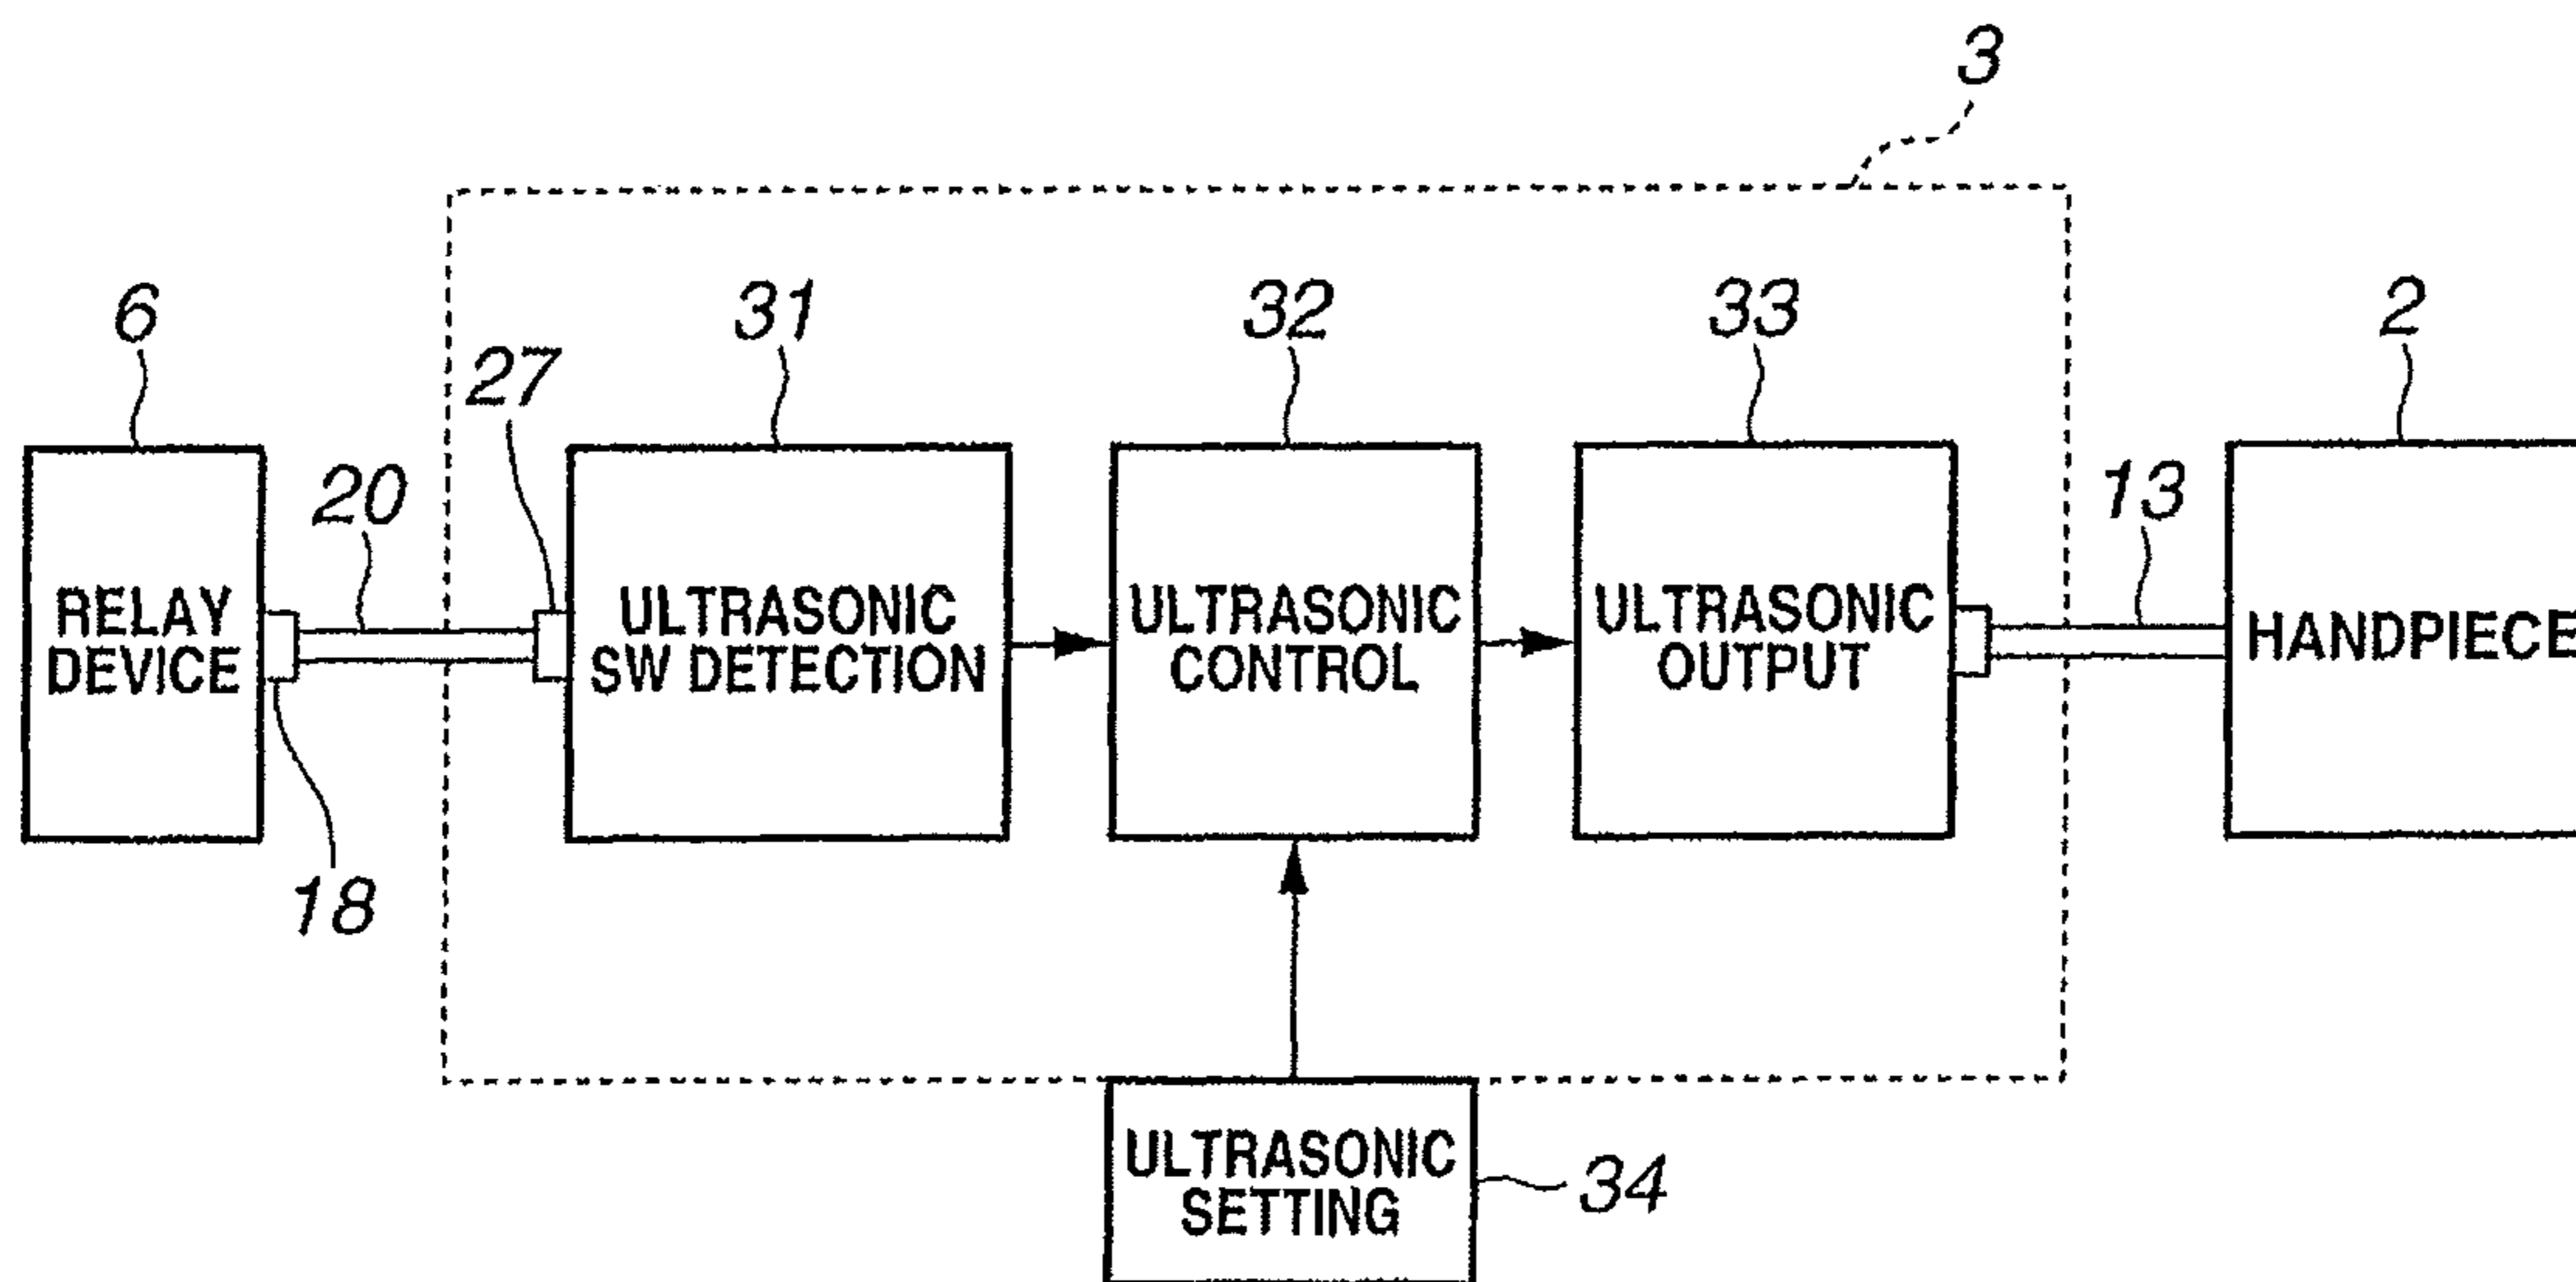 3
6
31
32
33
2
27
20
13
RELAY
DEVICE
ULTRASONIC
SW DETECTION
ULTRASONIC
CONTROL
ULTRASONIC
OUTPUT
HANDPIECE
18
ULTRASONIC
SETTING
34